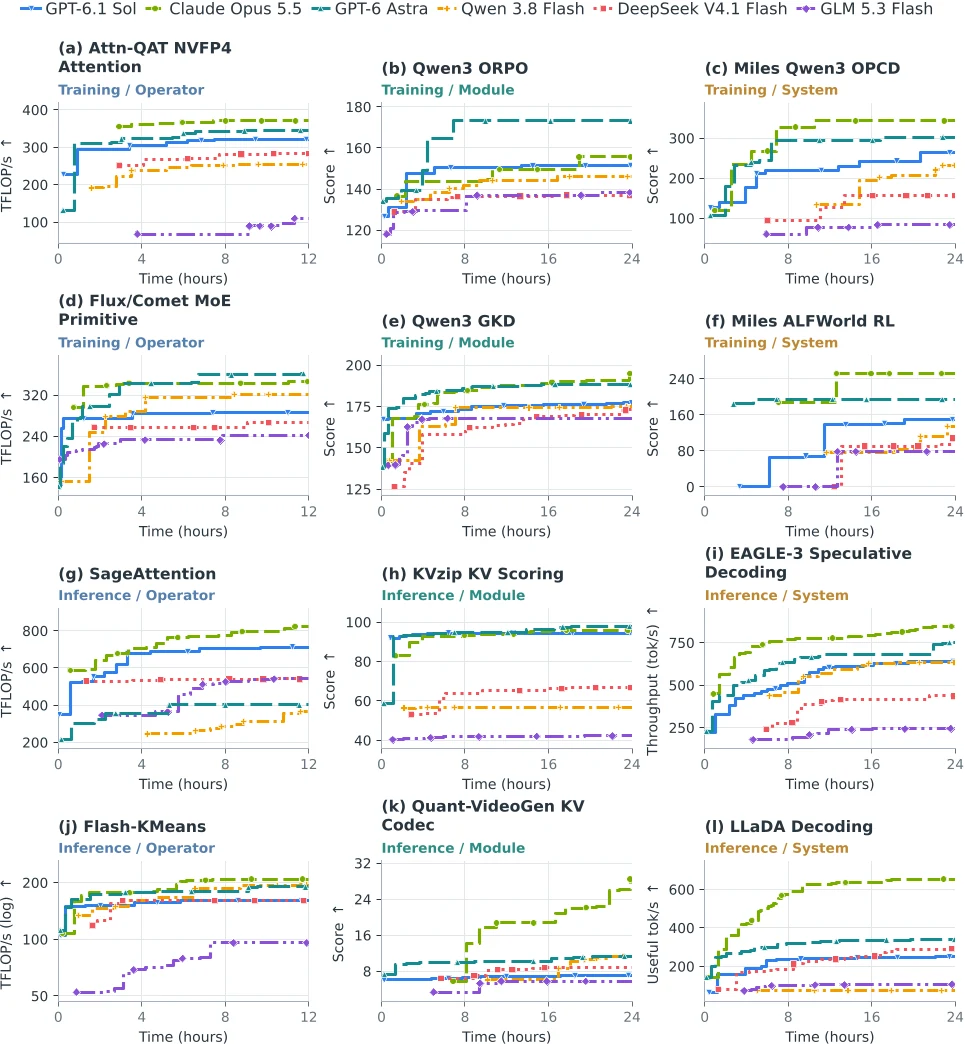 GPT-6.1 Sol Claude Opus 5.5 GPT-6 Astra Qwen 3.8 Flash DeepSeek V4.1 Flash GLM 5.3 Flash
(a) Attn-QAT NVFP4
Attention
Training / Operator
TFLOP/s ↑
400
300
200
100
0 4 8 12
Time (hours)
(b) Qwen3 ORPO
Training / Module
Score ↑
180
160
140
120
0 8 16 24
Time (hours)
(c) Miles Qwen3 OPCD
Training / System
Score ↑
300
200
100
0 8 16 24
Time (hours)
(d) Flux/Comet MoE
Primitive
Training / Operator
TFLOP/s ↑
320
240
160
0 4 8 12
Time (hours)
(e) Qwen3 GKD
Training / Module
Score ↑
200
175
150
125
0 8 16 24
Time (hours)
(f) Miles ALFWorld RL
Training / System
Score ↑
240
160
80
0
0 8 16 24
Time (hours)
(g) SageAttention
Inference / Operator
TFLOP/s ↑
800
600
400
200
0 4 8 12
Time (hours)
(h) KVzip KV Scoring
Inference / Module
Score ↑
100
80
60
40
0 8 16 24
Time (hours)
(i) EAGLE-3 Speculative
Decoding
Inference / System
Throughput (tok/s) ↑
750
500
250
0 8 16 24
Time (hours)
(j) Flash-KMeans
Inference / Operator
TFLOP/s (log) ↑
200
100
50
0 4 8 12
Time (hours)
(k) Quant-VideoGen KV
Codec
Inference / Module
Score ↑
32
24
16
8
0 8 16 24
Time (hours)
(l) LLaDA Decoding
Inference / System
Useful tok/s ↑
600
400
200
0 8 16 24
Time (hours)